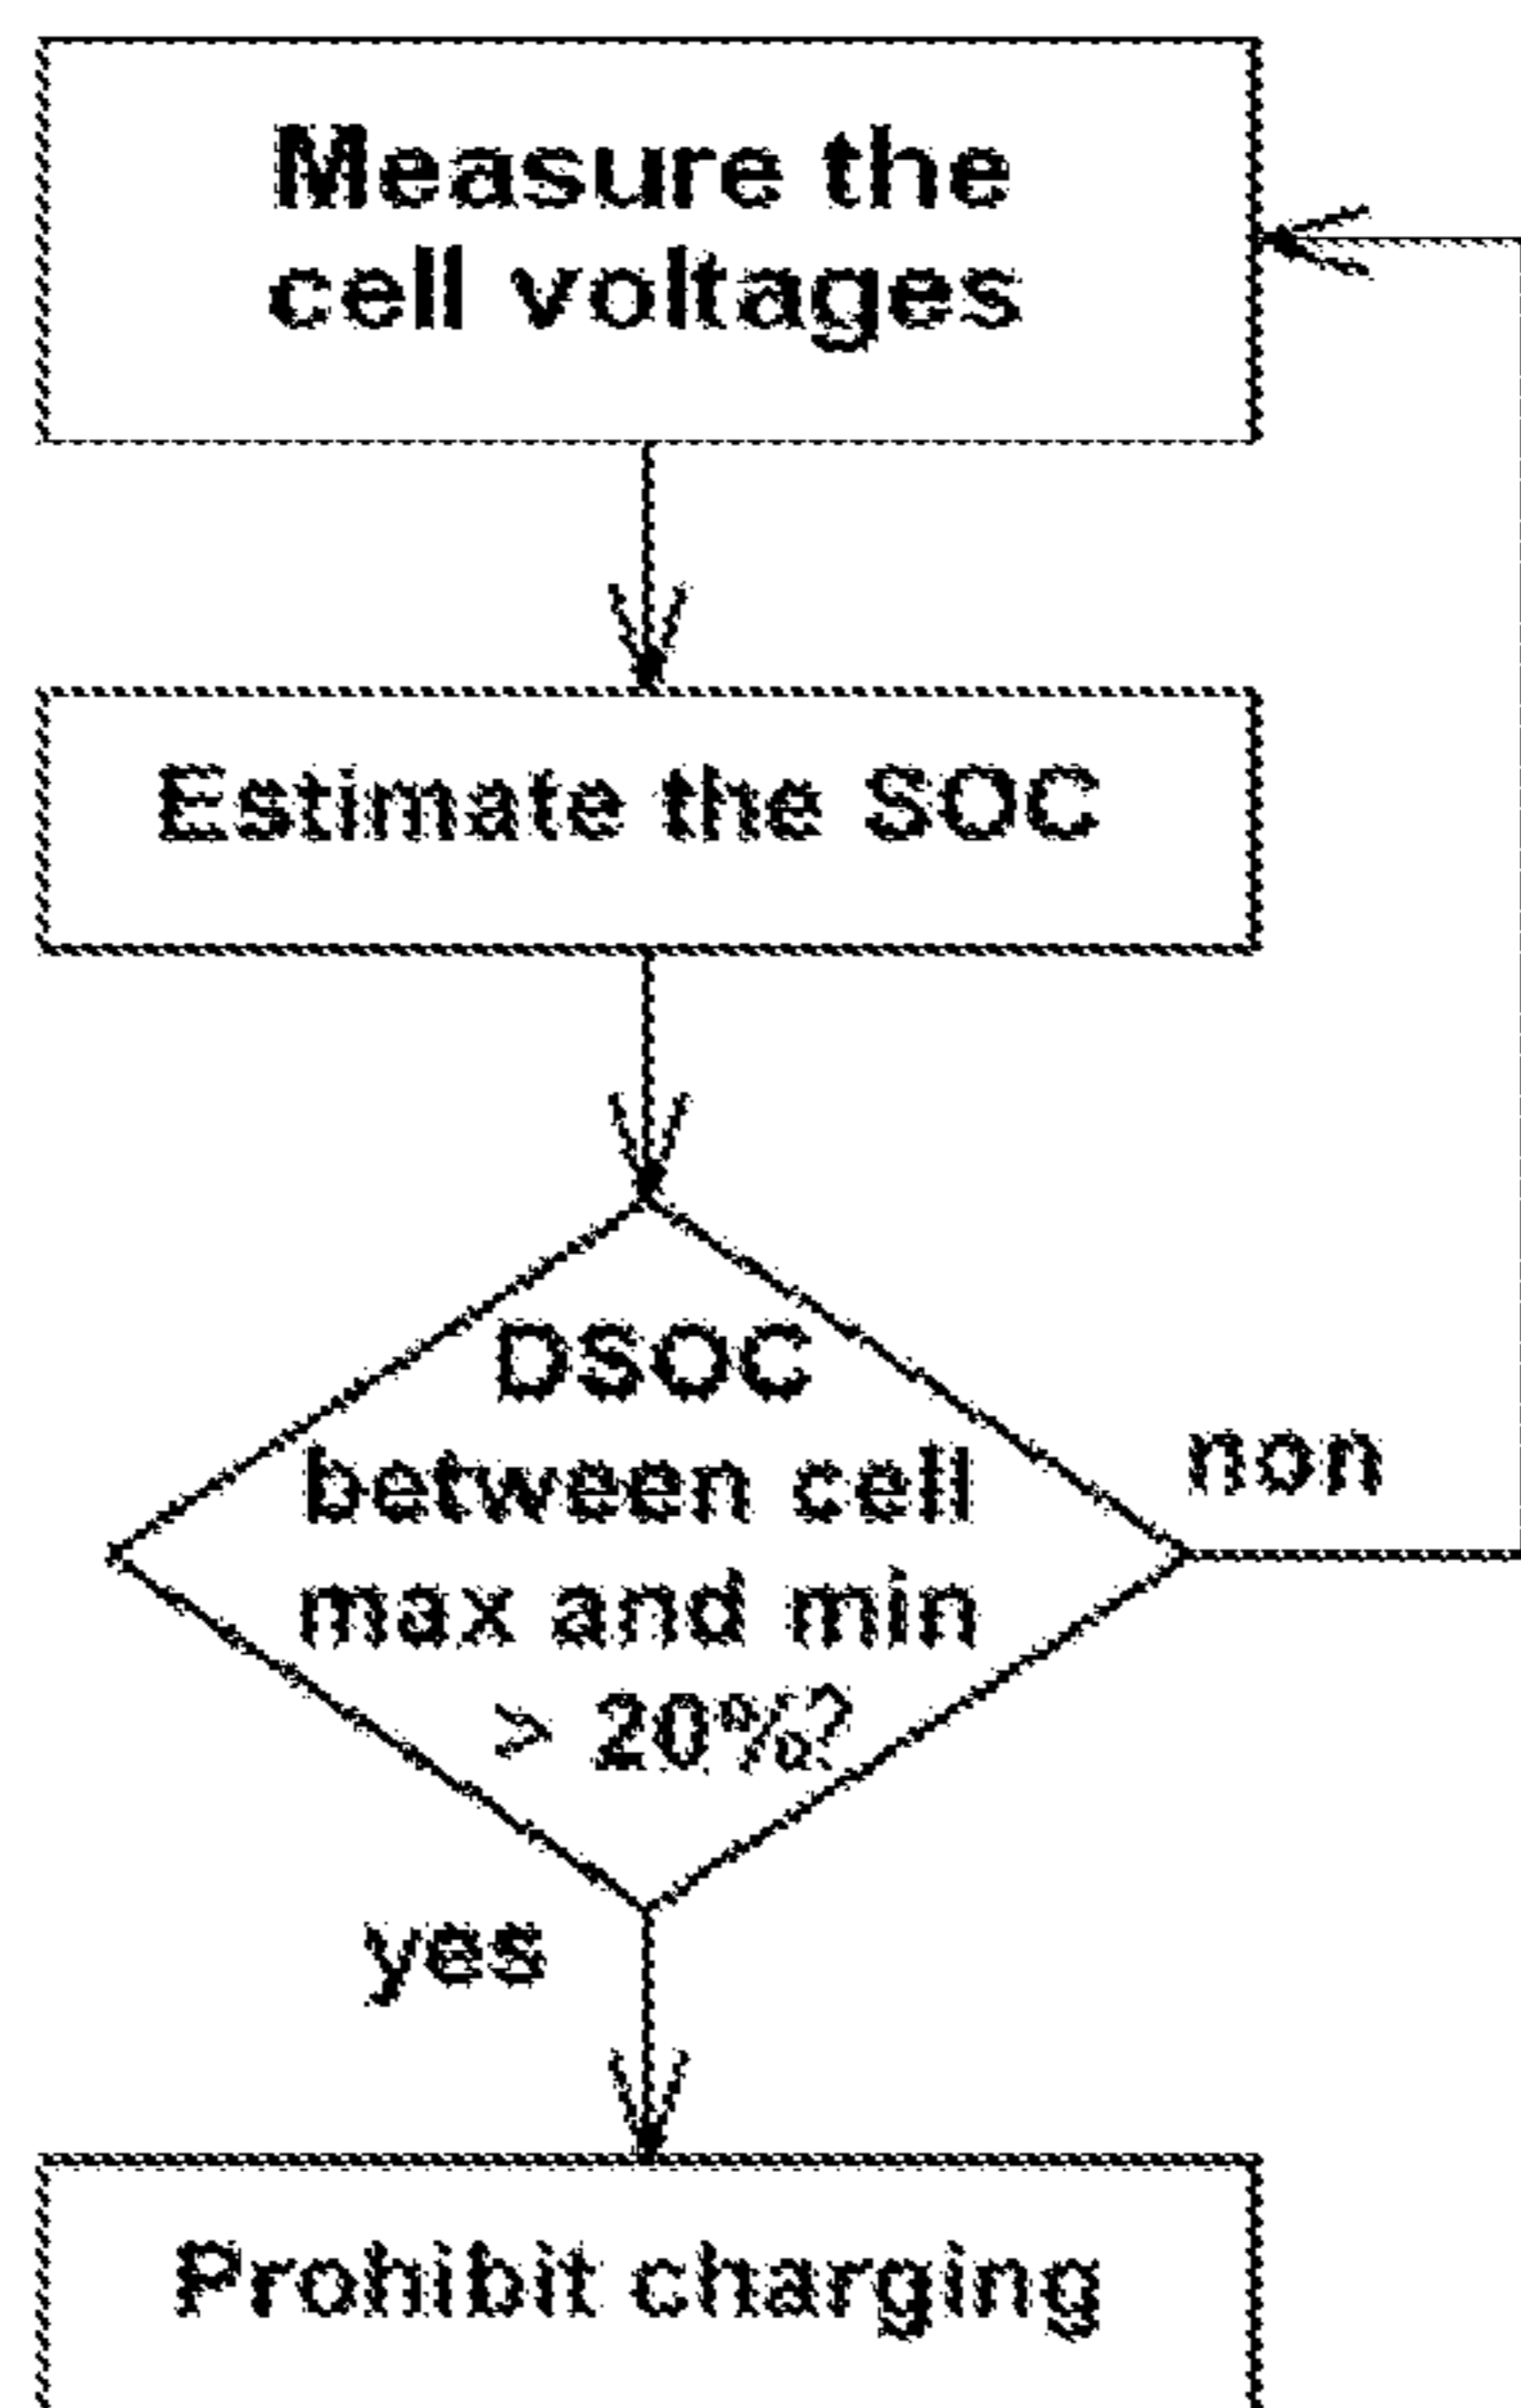 Measure the
cell voltages
Estimate the SOC
DSOC
between cell
max and min
> 20%?
non
yes
Prohibit charging